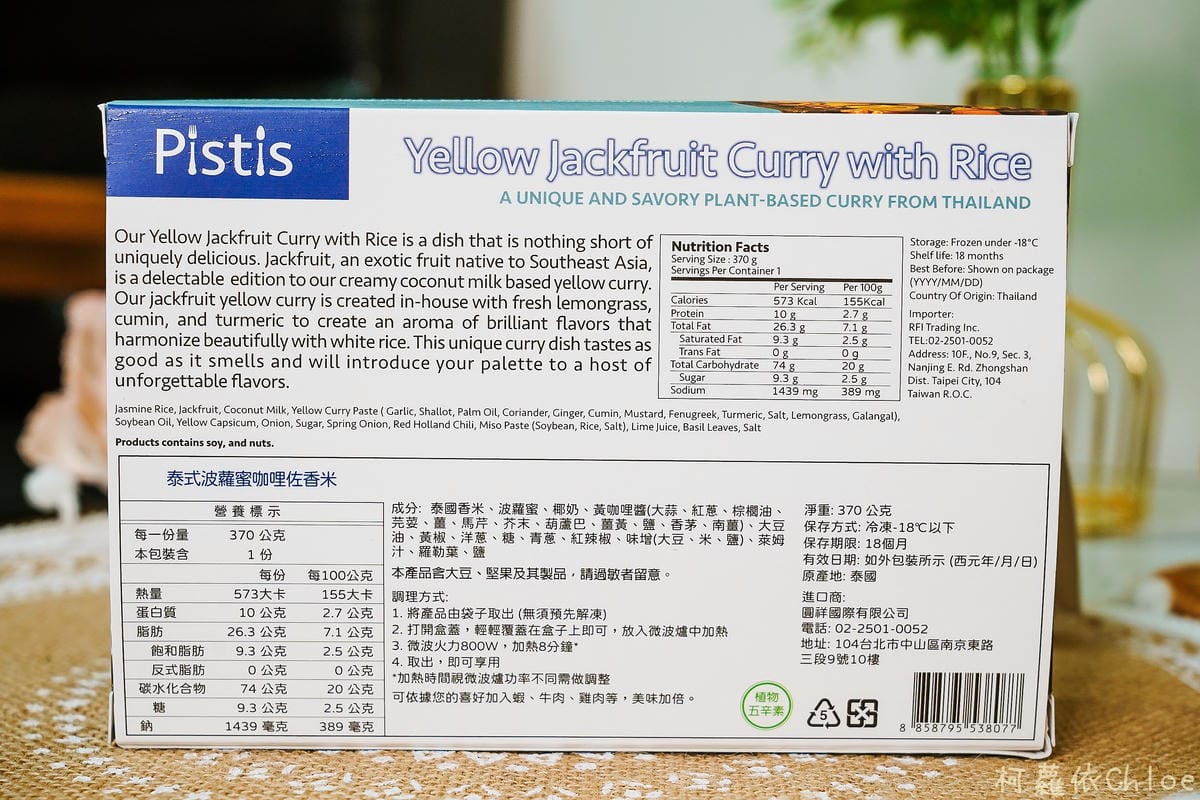 Pistis
Yellow Jackfruit Curry with Rice
A UNIQUE AND SAVORY PLANT-BASED CURRY FROM THAILAND
Our Yellow Jackfruit Curry with Rice is a dish that is nothing short of
uniquely delicious. Jackfruit, an exotic fruit native to Southeast Asia,
is a delectable edition to our creamy coconut milk based yellow curry.
Our jackfruit yellow curry is created in-house with fresh lemongrass,
cumin, and turmeric to create an aroma of brilliant flavors that
harmonize beautifully with white rice. This unique curry dish tastes as
good as it smells and will introduce your palette to a host of
unforgettable flavors.
Nutrition Facts
Serving Size : 370 g
Servings Per Container 1
Per Serving Per 100g
Calories 573 Kcal 155Kcal
Protein 10 g 2.7 g
Total Fat 26.3 g 7.1 g
Saturated Fat 9.3 g 2.5 g
Trans Fat 0 g 0 g
Total Carbohydrate 74 g 20 g
Sugar 9.3 g 2.5 g
Sodium 1439 mg 389 mg
Storage: Frozen under -18°C
Shelf life: 18 months
Best Before: Shown on package
(YYYY/MM/DD)
Country Of Origin: Thailand
Importer:
RFI Trading Inc.
TEL:02-2501-0052
Address: 10F., No.9, Sec. 3,
Nanjing E. Rd. Zhongshan
Dist. Taipei City, 104
Taiwan R.O.C.
Jasmine Rice, Jackfruit, Coconut Milk, Yellow Curry Paste ( Garlic, Shallot, Palm Oil, Coriander, Ginger, Cumin, Mustard, Fenugreek, Turmeric, Salt, Lemongrass, Galangal),
Soybean Oil, Yellow Capsicum, Onion, Sugar, Spring Onion, Red Holland Chili, Miso Paste (Soybean, Rice, Salt), Lime Juice, Basil Leaves, Salt
Products contains soy, and nuts.
泰式波蘿蜜咖哩佐香米
營養標示
每一份量 370 公克
本包裝含 1 份
每份 每100公克
熱量 573大卡 155大卡
蛋白質 10 公克 2.7 公克
脂肪 26.3 公克 7.1 公克
飽和脂肪 9.3 公克 2.5 公克
反式脂肪 0 公克 0 公克
碳水化合物 74 公克 20 公克
糖 9.3 公克 2.5 公克
鈉 1439 毫克 389 毫克
成分: 泰國香米、波蘿蜜、椰奶、黃咖哩醬(大蒜、紅蔥、棕櫚油、
芫荽、薑、馬芹、芥末、葫蘆巴、薑黃、鹽、香茅、南薑)、大豆
油、黃椒、洋蔥、糖、青蔥、紅辣椒、味增(大豆、米、鹽)、萊姆
汁、羅勒葉、鹽
本產品含大豆、堅果及其製品，請過敏者留意。
調理方式:
1. 將產品由袋子取出 (無須預先解凍)
2. 打開盒蓋，輕輕覆蓋在盒子上即可，放入微波爐中加熱
3. 微波火力800W，加熱8分鐘*
4. 取出，即可享用
*加熱時間視微波爐功率不同需做調整
可依據您的喜好加入蝦、牛肉、雞肉等，美味加倍。
淨重: 370 公克
保存方式: 冷凍-18℃以下
保存期限: 18個月
有效日期: 如外包裝所示 (西元年/月/日)
原產地: 泰國
進口商:
圓祥國際有限公司
電話: 02-2501-0052
地址: 104台北市中山區南京東路
三段9號10樓
植物
五辛素
5
8 858795 538077
柯蘿依Chloe